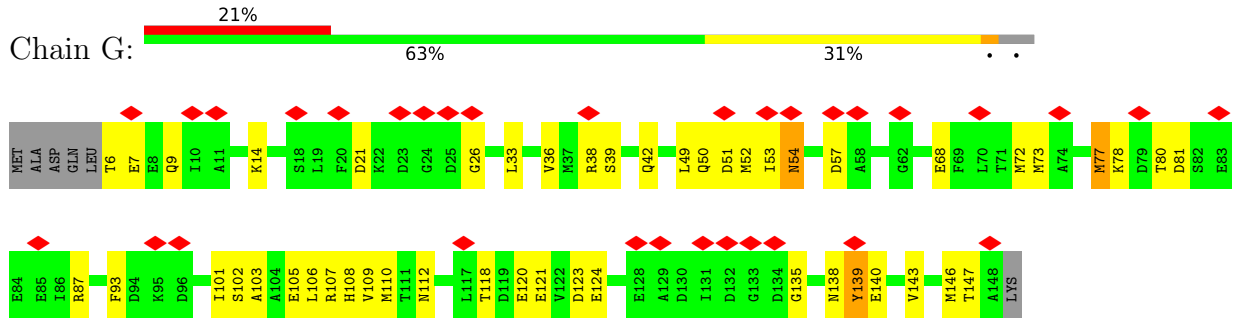 21%
Chain G:
63% 31% • •
MET ALA ASP GLN LEU T6 E7 E8 Q9 I10 A11 K14 S18 L19 F20 D21 K22 D23 G24 D25 G26 L33 V36 M37 R38 S39 Q42 L49 Q50 D51 M52 I53 N54 D57 A58 G62 E68 F69 L70 T71 M72 M73 A74 M77 K78 D79 T80 D81 S82 E83
E84 E85 I86 R87 F93 D94 K95 D96 I101 S102 A103 A104 E105 L106 R107 H108 V109 M110 T111 N112 L117 T118 D119 E120 E121 V122 D123 E124 E128 A129 D130 I131 D132 G133 D134 G135 N138 Y139 E140 V143 M146 T147 A148 LYS